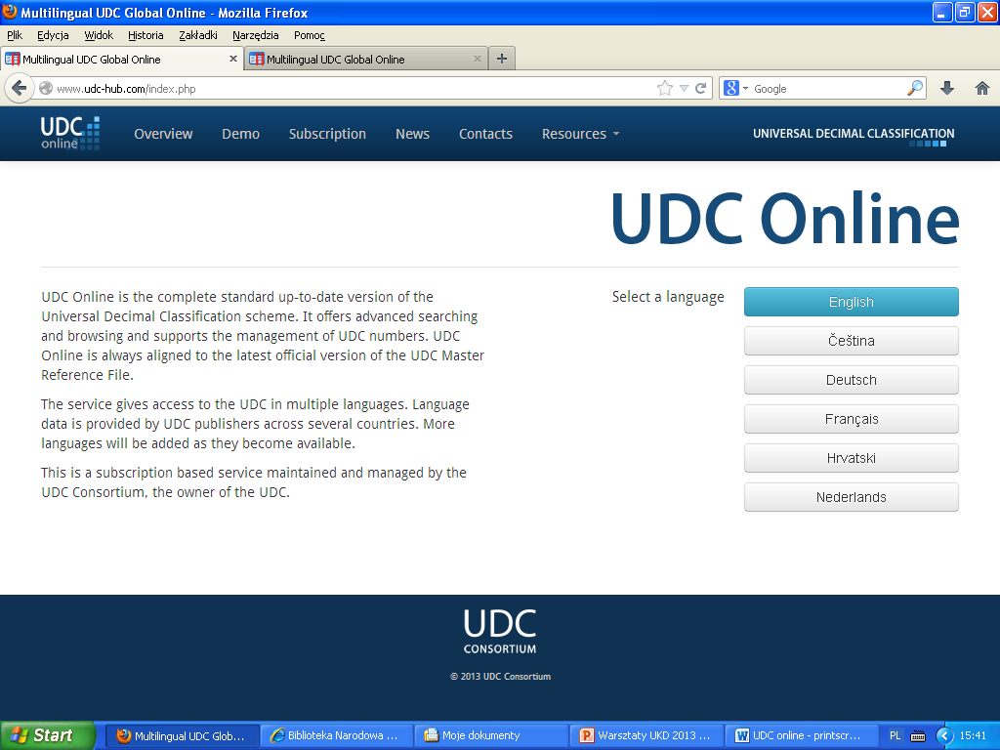 Multilingual UDC Global Online - Mozilla Firefox
Plik Edycja Widok Historia Zakładki Narzędzia Pomoc
Multilingual UDC Global Online
Multilingual UDC Global Online
www.udc-hub.com/index.php
Google
UDC online
Overview Demo Subscription News Contacts Resources
UNIVERSAL DECIMAL CLASSIFICATION
UDC Online
UDC Online is the complete standard up-to-date version of the
Universal Decimal Classification scheme. It offers advanced searching
and browsing and supports the management of UDC numbers. UDC
Online is always aligned to the latest official version of the UDC Master
Reference File.
The service gives access to the UDC in multiple languages. Language
data is provided by UDC publishers across several countries. More
languages will be added as they become available.
This is a subscription based service maintained and managed by the
UDC Consortium, the owner of the UDC.
Select a language
English
Čeština
Deutsch
Français
Hrvatski
Nederlands
UDC
CONSORTIUM
© 2013 UDC Consortium
Start
Multilingual UDC Glob...
Biblioteka Narodowa ...
Moje dokumenty
Warsztaty UKD 2013 ...
UDC online - printscr...
PL
15:41